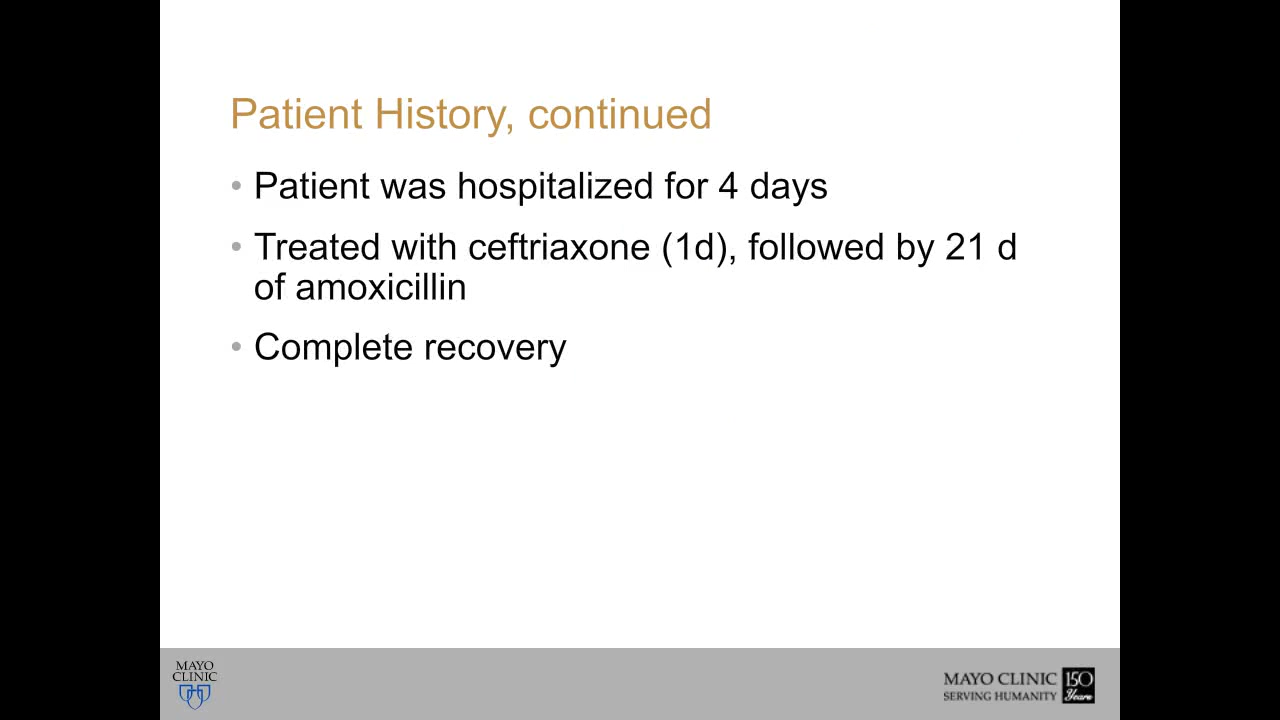 Patient History, continued
• Patient was hospitalized for 4 days
• Treated with ceftriaxone (1d), followed by 21 d
of amoxicillin
• Complete recovery
MAYO
CLINIC
MAYO CLINIC 150
SERVING HUMANITY Years